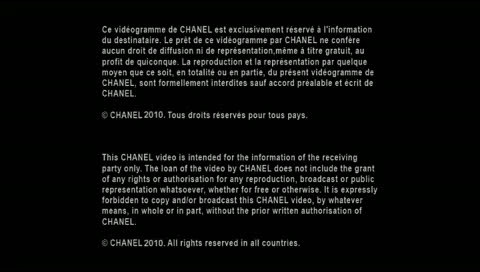 Ce vidéogramme de CHANEL est exclusivement réservé à l'information
du destinataire. Le prêt de ce vidéogramme par CHANEL ne confère
aucun droit de diffusion ni de représentation,même à titre gratuit, au
profit de quiconque. La reproduction et la représentation par quelque
moyen que ce soit, en totalité ou en partie, du présent vidéogramme de
CHANEL, sont formellement interdites sauf accord préalable et écrit de
CHANEL.
© CHANEL 2010. Tous droits réservés pour tous pays.
This CHANEL video is intended for the information of the receiving
party only. The loan of the video by CHANEL does not include the grant
of any rights or authorisation for any reproduction, broadcast or public
representation whatsoever, whether for free or otherwise. It is expressly
forbidden to copy and/or broadcast this CHANEL video, by whatever
means, in whole or in part, without the prior written authorisation of
CHANEL.
© CHANEL 2010. All rights reserved in all countries.